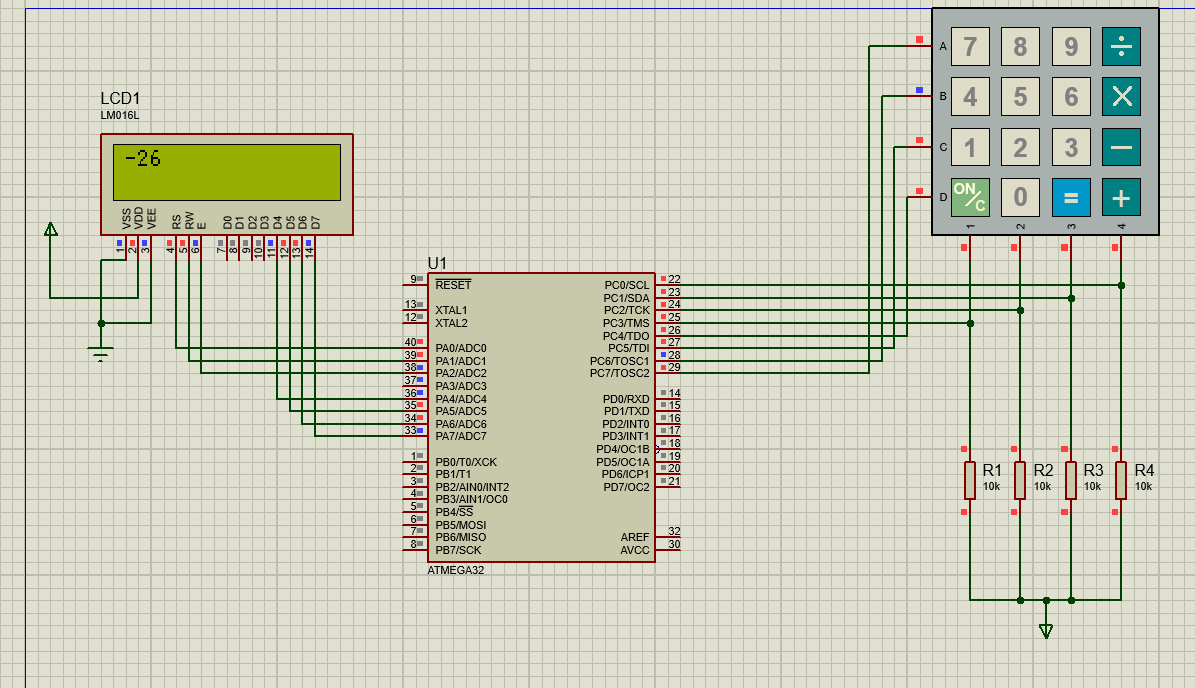 LCD1
LM016L
-26
VSS VDD VEE RS RW E D0 D1 D2 D3 D4 D5 D6 D7
1 2 3 4 5 6 7 8 9 10 11 12 13 14
A 7 8 9 ÷
B 4 5 6 ×
C 1 2 3 −
D ON/C 0 = +
1 2 3 4
U1
9 RESET PC0/SCL 22
PC1/SDA 23
13 XTAL1 PC2/TCK 24
12 XTAL2 PC3/TMS 25
PC4/TDO 26
40 PA0/ADC0 PC5/TDI 27
39 PA1/ADC1 PC6/TOSC1 28
38 PA2/ADC2 PC7/TOSC2 29
37 PA3/ADC3
36 PA4/ADC4 PD0/RXD 14
35 PA5/ADC5 PD1/TXD 15
34 PA6/ADC6 PD2/INT0 16
33 PA7/ADC7 PD3/INT1 17
PD4/OC1B 18
1 PB0/T0/XCK PD5/OC1A 19
2 PB1/T1 PD6/ICP1 20
3 PB2/AIN0/INT2 PD7/OC2 21
4 PB3/AIN1/OC0
5 PB4/SS
6 PB5/MOSI
7 PB6/MISO AREF 32
8 PB7/SCK AVCC 30
ATMEGA32
R1 R2 R3 R4
10k 10k 10k 10k